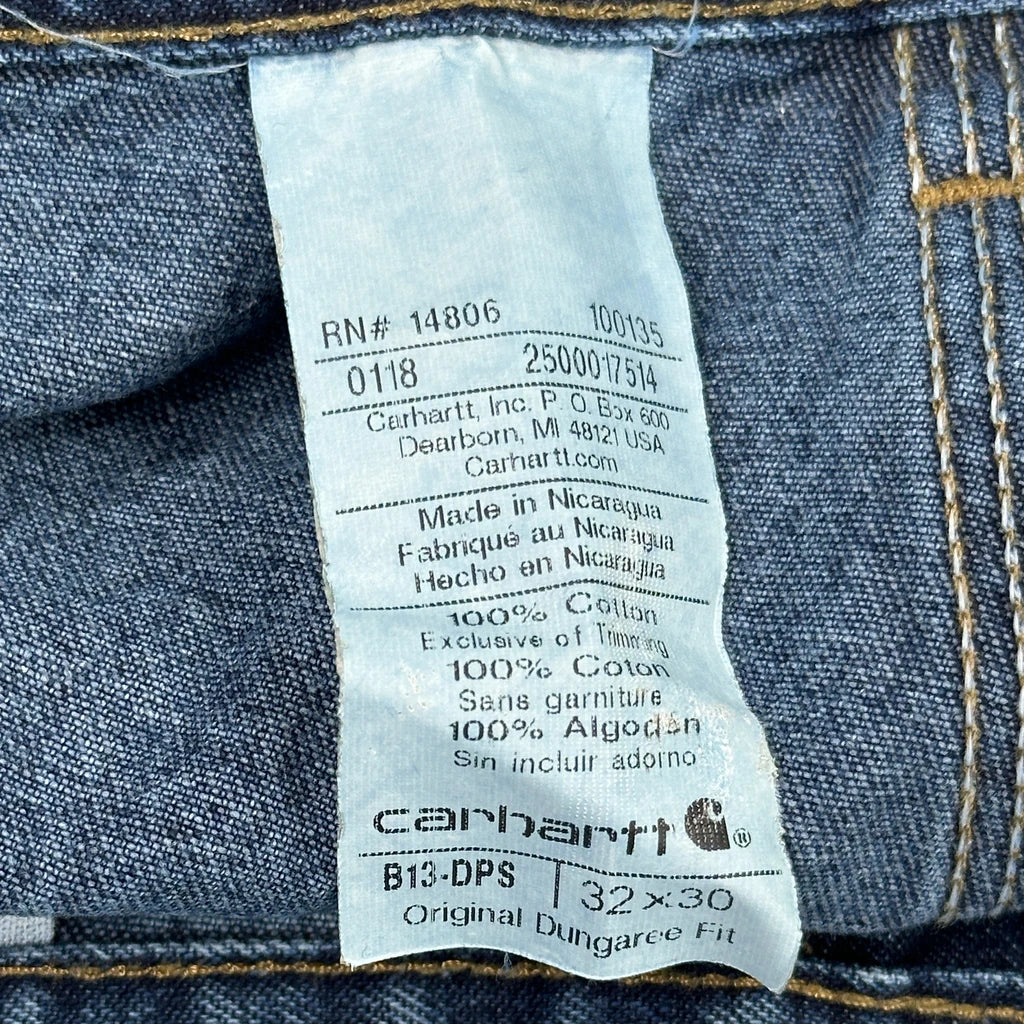 RN# 14806 100135
0118 2500017514
Carhartt, Inc. P. O. Box 600
Dearborn, MI 48121 USA
Carhartt.com
Made in Nicaragua
Fabriqué au Nicaragua
Hecho en Nicaragua
100% Cotton
Exclusive of Trimming
100% Coton
Sans garniture
100% Algodón
Sin incluir adorno
carhartt ®
B13-DPS 32x30
Original Dungaree Fit